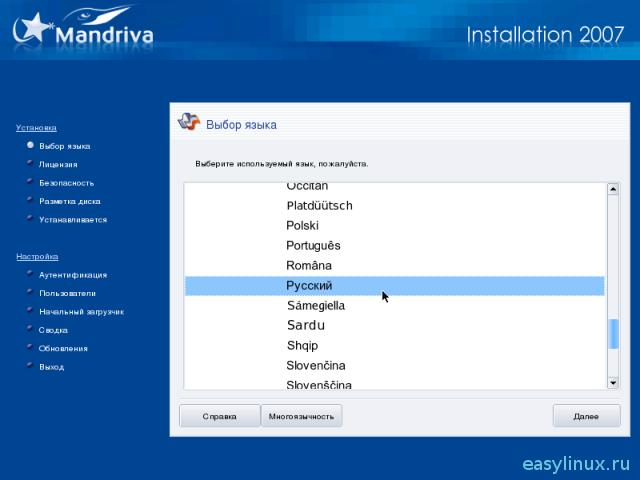 Mandriva
Installation 2007
Установка
Выбор языка
Лицензия
Безопасность
Разметка диска
Устанавливается
Настройка
Аутентификация
Пользователи
Начальный загрузчик
Сводка
Обновления
Выход
Выбор языка
Выберите используемый язык, пожалуйста.
Occitan
Platdüütsch
Polski
Português
Româna
Русский
Sámegiella
Sardu
Shqip
Slovenčina
Slovenščina
Справка
Многоязычность
Далее
easylinux.ru